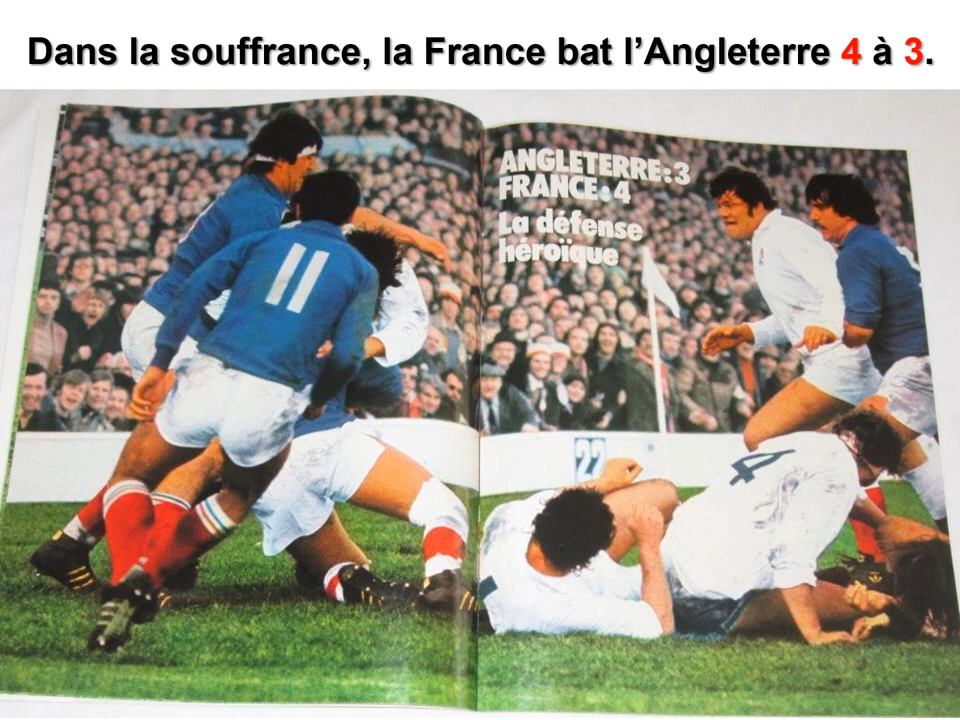 Dans la souffrance, la France bat l’Angleterre 4 à 3.
ANGLETERRE: 3
FRANCE: 4
La défense
héroïque
11
22
4